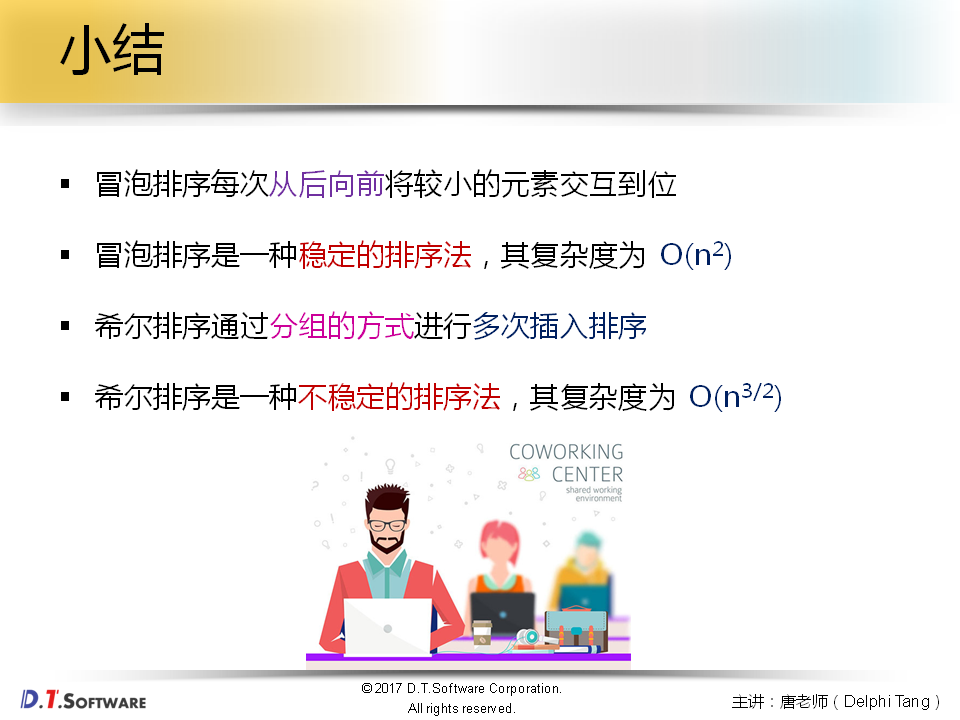 小结
▪ 冒泡排序每次从后向前将较小的元素交互到位
▪ 冒泡排序是一种稳定的排序法，其复杂度为 O(n²)
▪ 希尔排序通过分组的方式进行多次插入排序
▪ 希尔排序是一种不稳定的排序法，其复杂度为 O(n³/²)
COWORKING
CENTER
shared working
environment
D.T.SOFTWARE
©2017 D.T.Software Corporation.
All rights reserved.
主讲：唐老师（Delphi Tang）